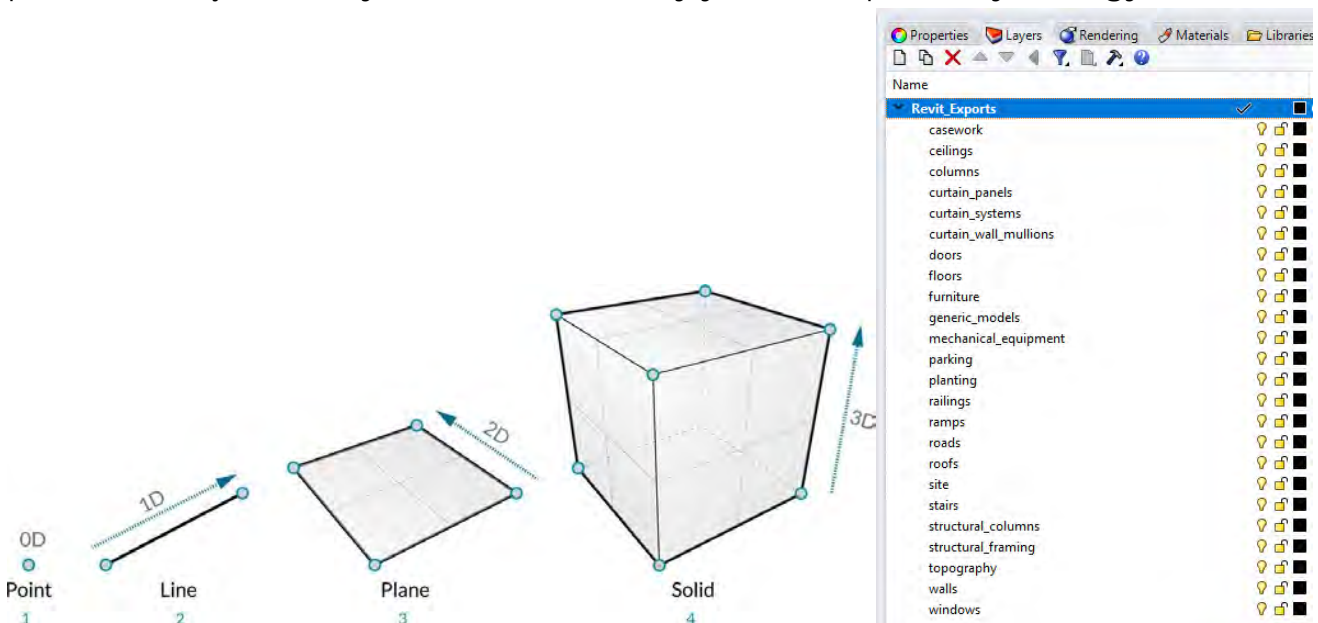 Properties Layers Rendering Materials Libraries
Name
Revit_Exports
casework
ceilings
columns
curtain_panels
curtain_systems
curtain_wall_mullions
doors
floors
furniture
generic_models
mechanical_equipment
parking
planting
railings
ramps
roads
roofs
site
stairs
structural_columns
structural_framing
topography
walls
windows
0D
1D
2D
3D
Point Line Plane Solid
1 2 3 4